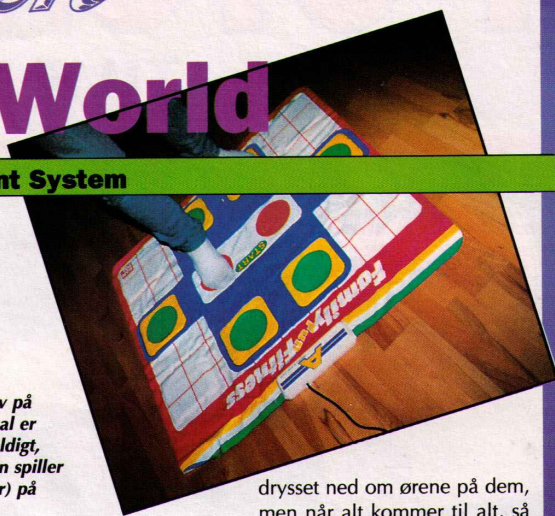 World
nt System
START
Family Fun Fitness
A
v på
al er
ldigt,
n spiller
r) på
drysset ned om ørene på dem,
men når alt kommer til alt, så